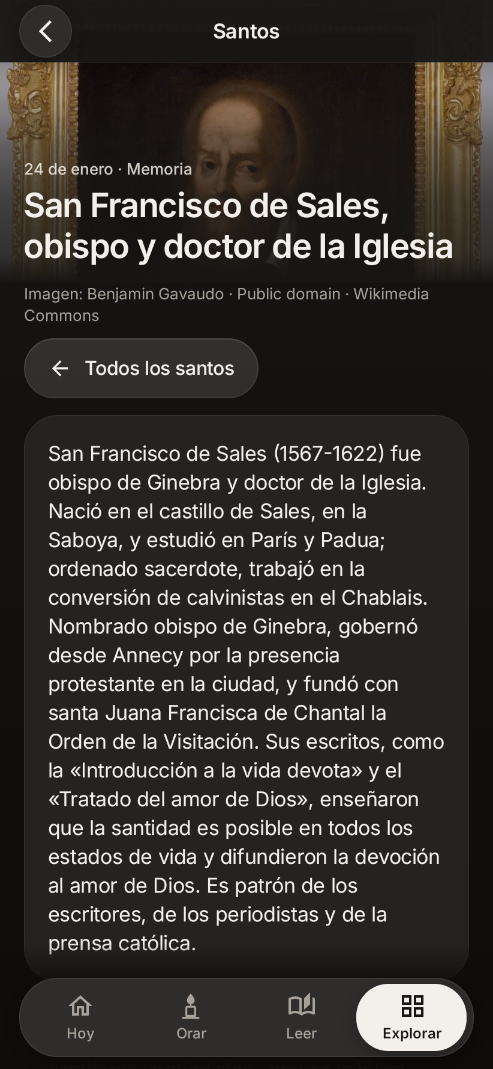 Santos
24 de enero · Memoria
San Francisco de Sales,
obispo y doctor de la Iglesia
Imagen: Benjamin Gavaudo · Public domain · Wikimedia
Commons
Todos los santos
San Francisco de Sales (1567-1622) fue
obispo de Ginebra y doctor de la Iglesia.
Nació en el castillo de Sales, en la
Saboya, y estudió en París y Padua;
ordenado sacerdote, trabajó en la
conversión de calvinistas en el Chablais.
Nombrado obispo de Ginebra, gobernó
desde Annecy por la presencia
protestante en la ciudad, y fundó con
santa Juana Francisca de Chantal la
Orden de la Visitación. Sus escritos, como
la «Introducción a la vida devota» y el
«Tratado del amor de Dios», enseñaron
que la santidad es posible en todos los
estados de vida y difundieron la devoción
al amor de Dios. Es patrón de los
escritores, de los periodistas y de la
prensa católica.
Hoy
Orar
Leer
Explorar